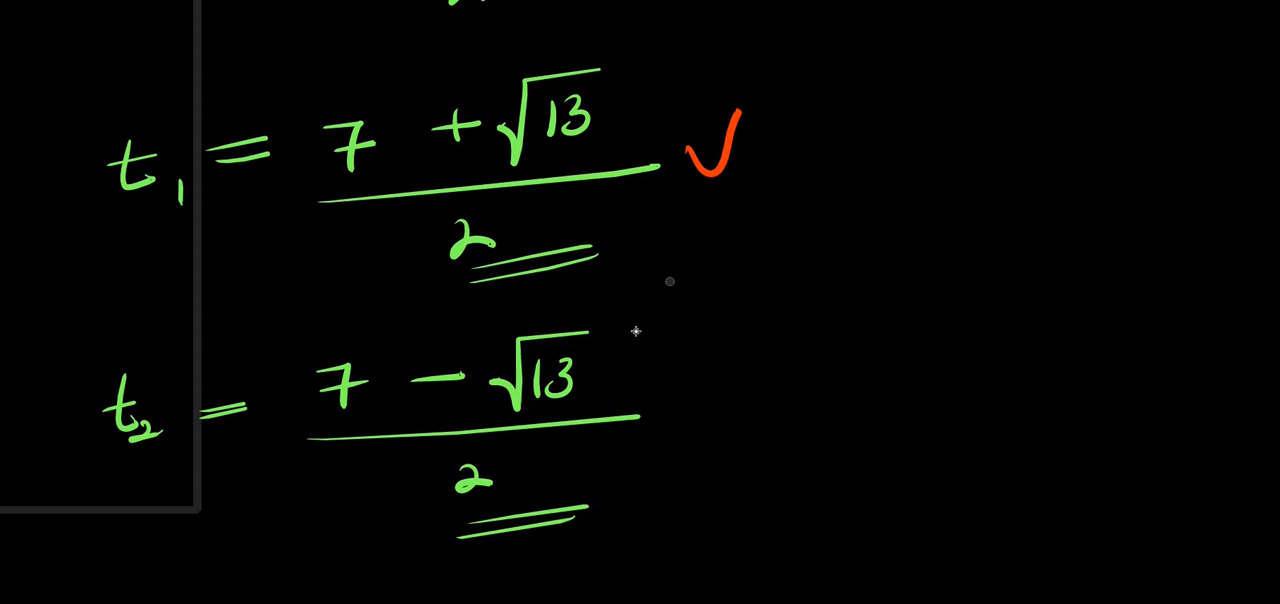 t₁ = (7 + √13) / 2 ✓
t₂ = (7 − √13) / 2